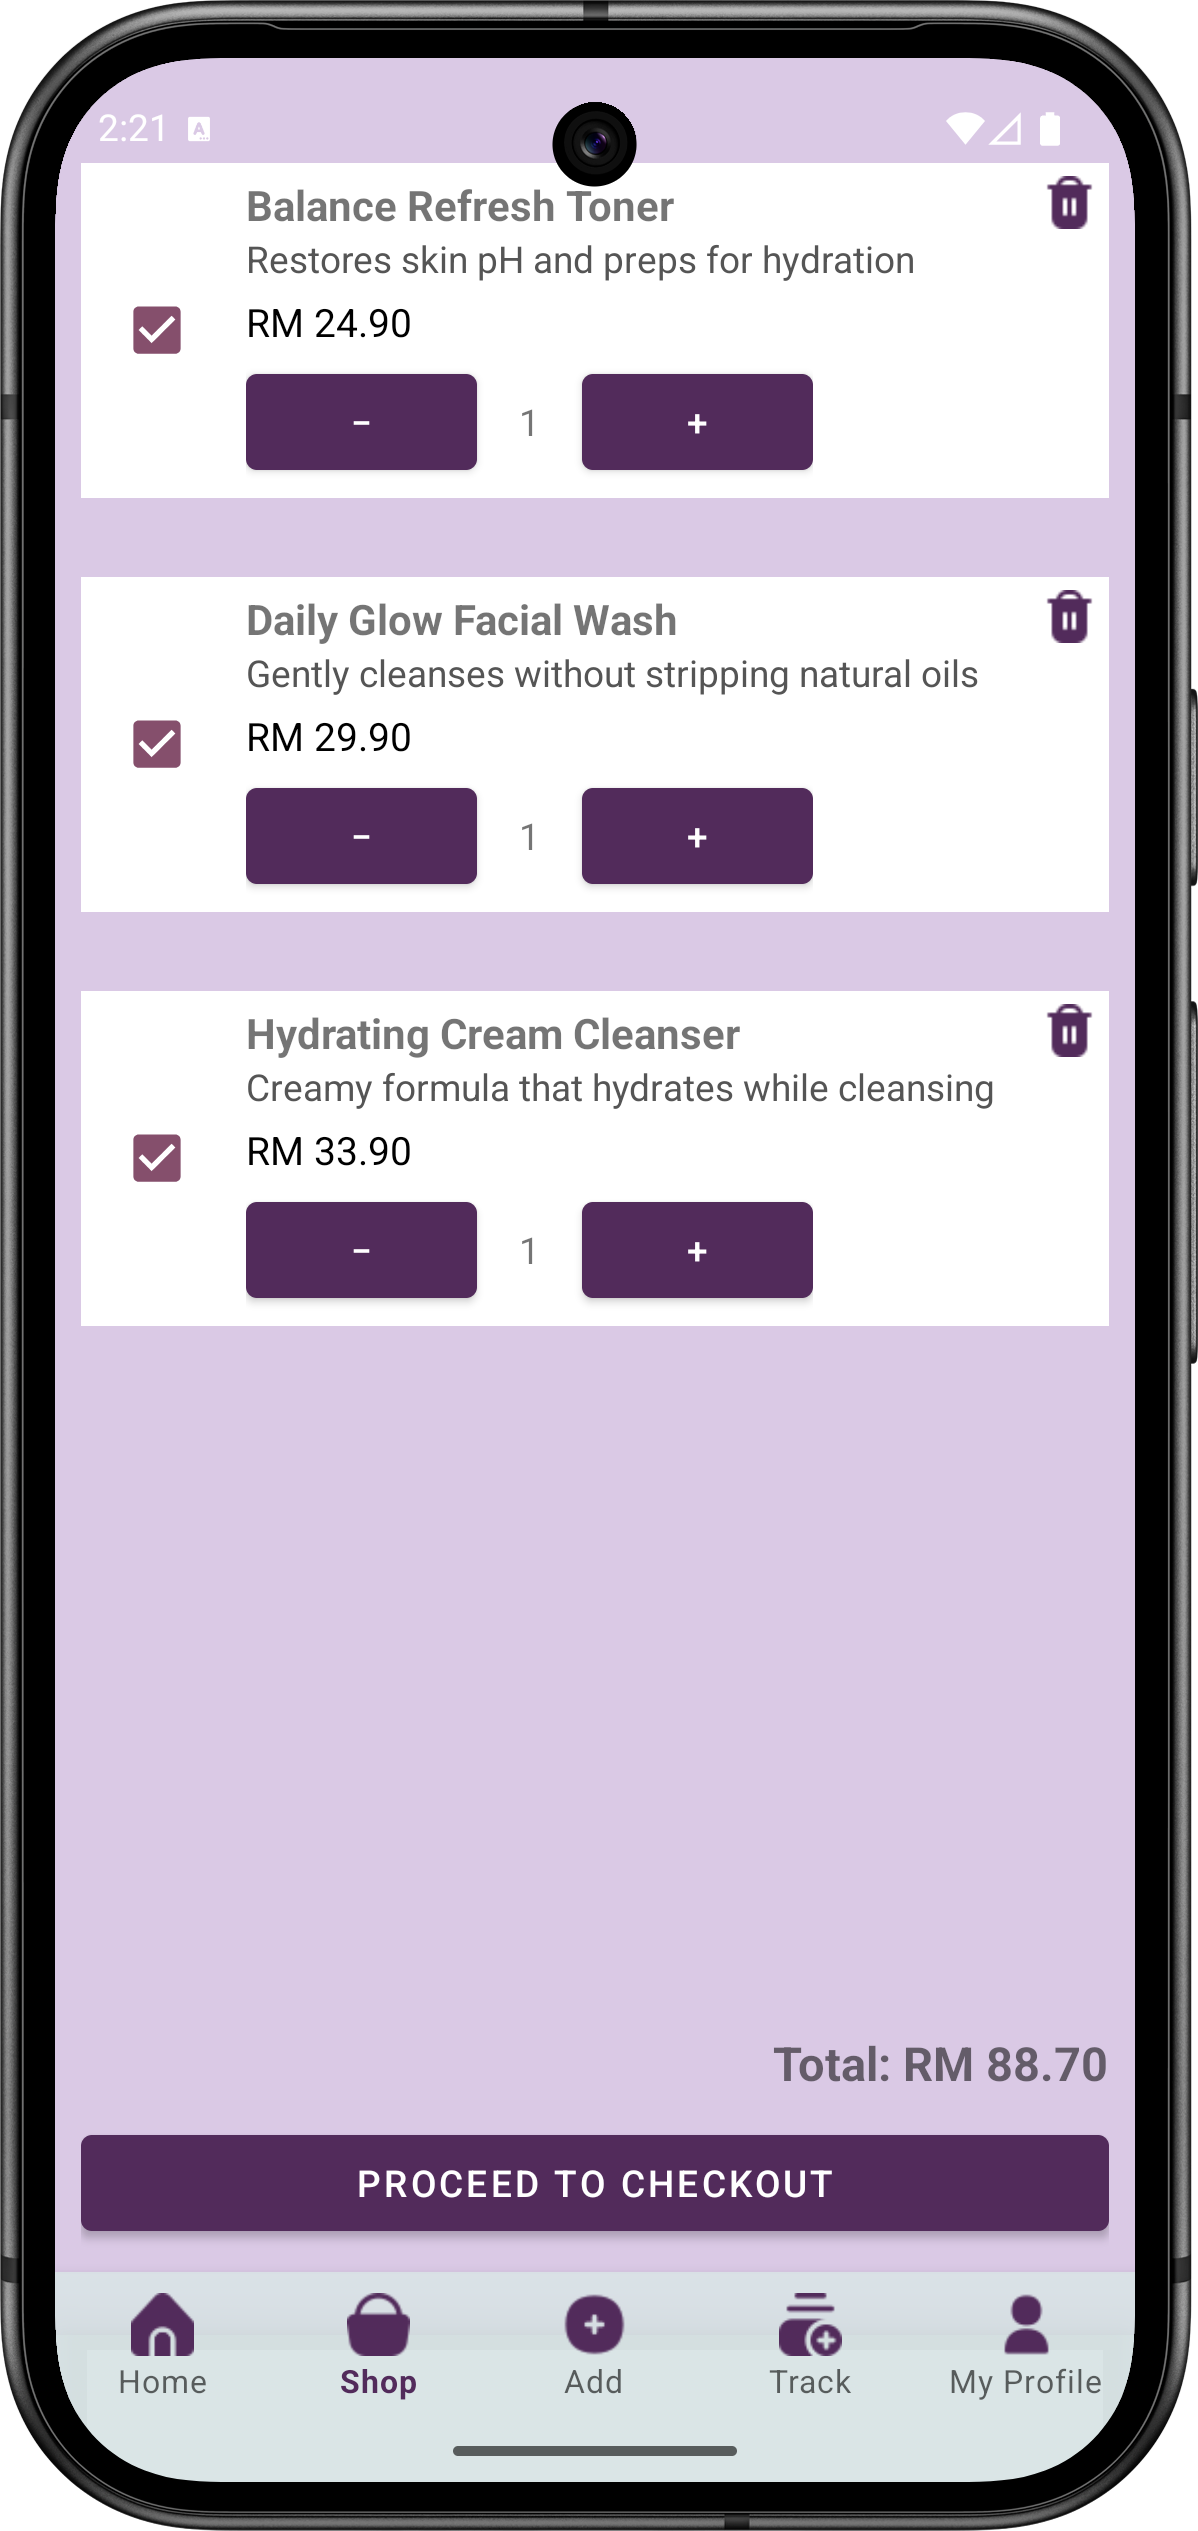 2:21 A
Balance Refresh Toner
Restores skin pH and preps for hydration
RM 24.90
− 1 +
Daily Glow Facial Wash
Gently cleanses without stripping natural oils
RM 29.90
− 1 +
Hydrating Cream Cleanser
Creamy formula that hydrates while cleansing
RM 33.90
− 1 +
Total: RM 88.70
PROCEED TO CHECKOUT
Home Shop Add Track My Profile